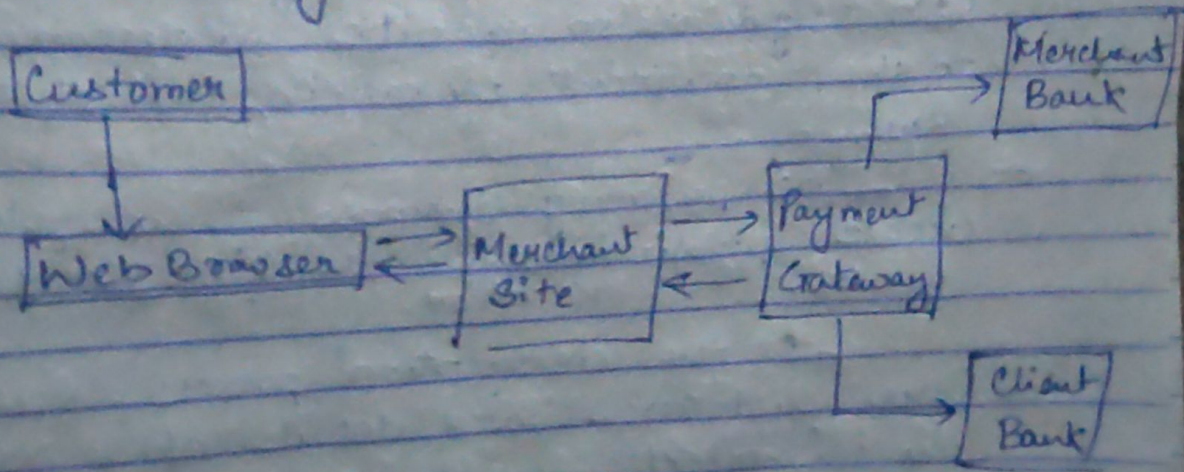 Customer
Merchant
Bank
Web Browser
Merchant
Site
Payment
Gateway
Client
Bank